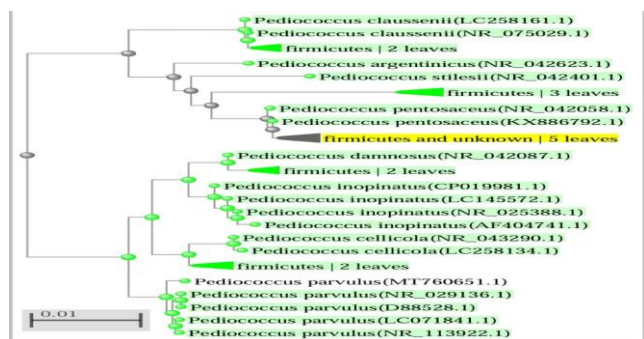 Pediococcus claussenii(LC258161.1)
Pediococcus claussenii(NR_075029.1)
firmicutes | 2 leaves
Pediococcus argentinicus(NR_042623.1)
Pediococcus stilesii(NR_042401.1)
firmicutes | 3 leaves
Pediococcus pentosaceus(NR_042058.1)
Pediococcus pentosaceus(KX886792.1)
firmicutes and unknown | 5 leaves
Pediococcus damnosus(NR_042087.1)
firmicutes | 2 leaves
Pediococcus inopinatus(CP019981.1)
Pediococcus inopinatus(LC145572.1)
Pediococcus inopinatus(NR_025388.1)
Pediococcus inopinatus(AF404741.1)
Pediococcus cellicola(NR_043290.1)
Pediococcus cellicola(LC258134.1)
firmicutes | 2 leaves
Pediococcus parvulus(MT760651.1)
Pediococcus parvulus(NR_029136.1)
Pediococcus parvulus(D88528.1)
Pediococcus parvulus(LC071841.1)
Pediococcus parvulus(NR_113922.1)
0.01